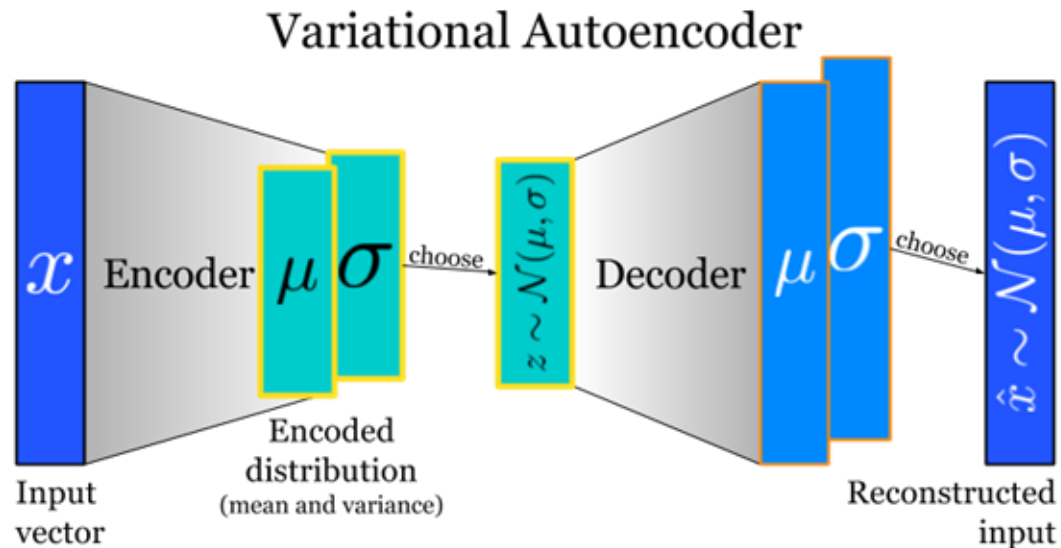 Variational Autoencoder
x
Encoder
μ
σ
choose
z ∼ 𝒩(μ, σ)
Decoder
μ
σ
choose
x̂ ∼ 𝒩(μ, σ)
Encoded
distribution
(mean and variance)
Input
vector
Reconstructed
input